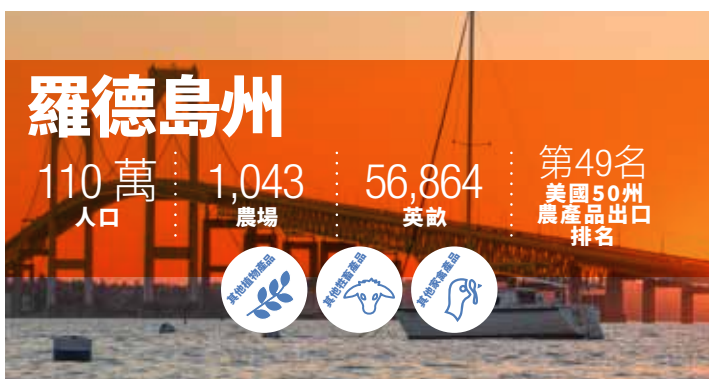 羅德島州
110 萬
人口
1,043
農場
56,864
英畝
第49名
美國50州
農產品出口
排名
其他植物產品
其他牲畜產品
其他家禽產品